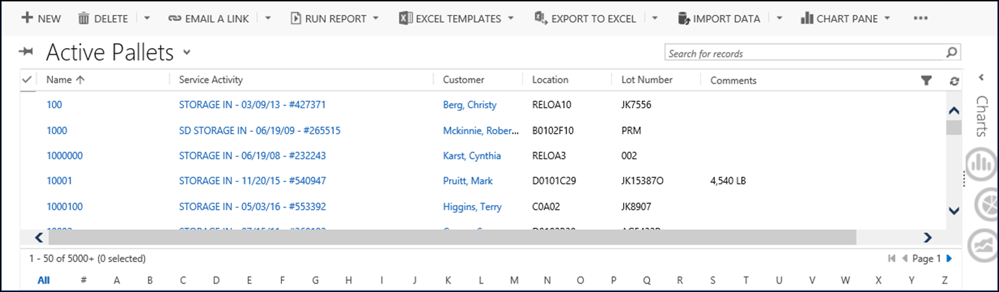 NEW DELETE EMAIL A LINK RUN REPORT EXCEL TEMPLATES EXPORT TO EXCEL IMPORT DATA CHART PANE
Active Pallets
Search for records
Name Service Activity Customer Location Lot Number Comments
100 STORAGE IN - 03/09/13 - #427371 Berg, Christy RELOA10 JK7556
1000 SD STORAGE IN - 06/19/09 - #265515 Mckinnie, Rober... B0102F10 PRM
1000000 STORAGE IN - 06/19/08 - #232243 Karst, Cynthia RELOA3 002
10001 STORAGE IN - 11/20/15 - #540947 Pruitt, Mark D0101C29 JK15387O 4,540 LB
1000100 STORAGE IN - 05/03/16 - #553392 Higgins, Terry C0A02 JK8907
Charts
1 - 50 of 5000+ (0 selected) Page 1
All # A B C D E F G H I J K L M N O P Q R S T U V W X Y Z